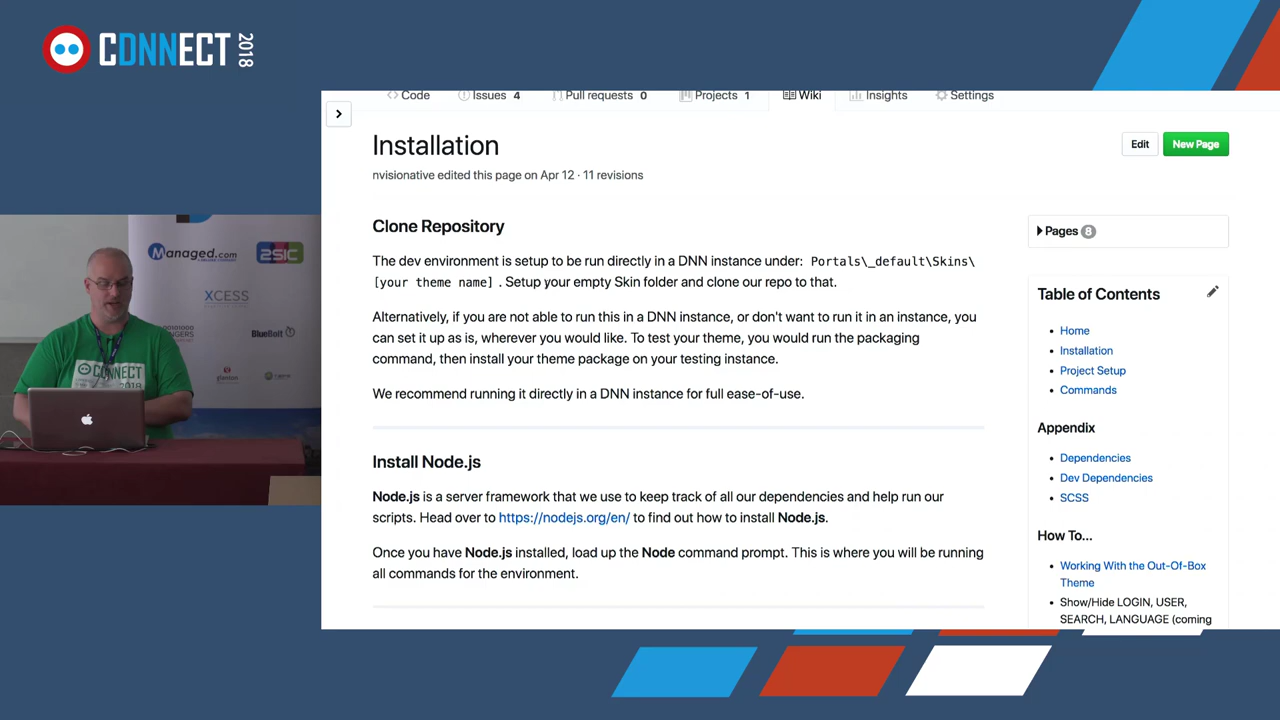 CDNNECT 2018
Code
Issues 4
Pull requests 0
Projects 1
Wiki
Insights
Settings
Installation
Edit
New Page
nvisionative edited this page on Apr 12 · 11 revisions
Clone Repository
The dev environment is setup to be run directly in a DNN instance under: Portals\_default\Skins\
[your theme name] . Setup your empty Skin folder and clone our repo to that.
Alternatively, if you are not able to run this in a DNN instance, or don't want to run it in an instance, you
can set it up as is, wherever you would like. To test your theme, you would run the packaging
command, then install your theme package on your testing instance.
We recommend running it directly in a DNN instance for full ease-of-use.
Install Node.js
Node.js is a server framework that we use to keep track of all our dependencies and help run our
scripts. Head over to https://nodejs.org/en/ to find out how to install Node.js.
Once you have Node.js installed, load up the Node command prompt. This is where you will be running
all commands for the environment.
Pages 8
Table of Contents
Home
Installation
Project Setup
Commands
Appendix
Dependencies
Dev Dependencies
SCSS
How To...
Working With the Out-Of-Box
Theme
Show/Hide LOGIN, USER,
SEARCH, LANGUAGE (coming
Managed.com
2SIC
XCESS
BlueBolt
CONNECT
2018